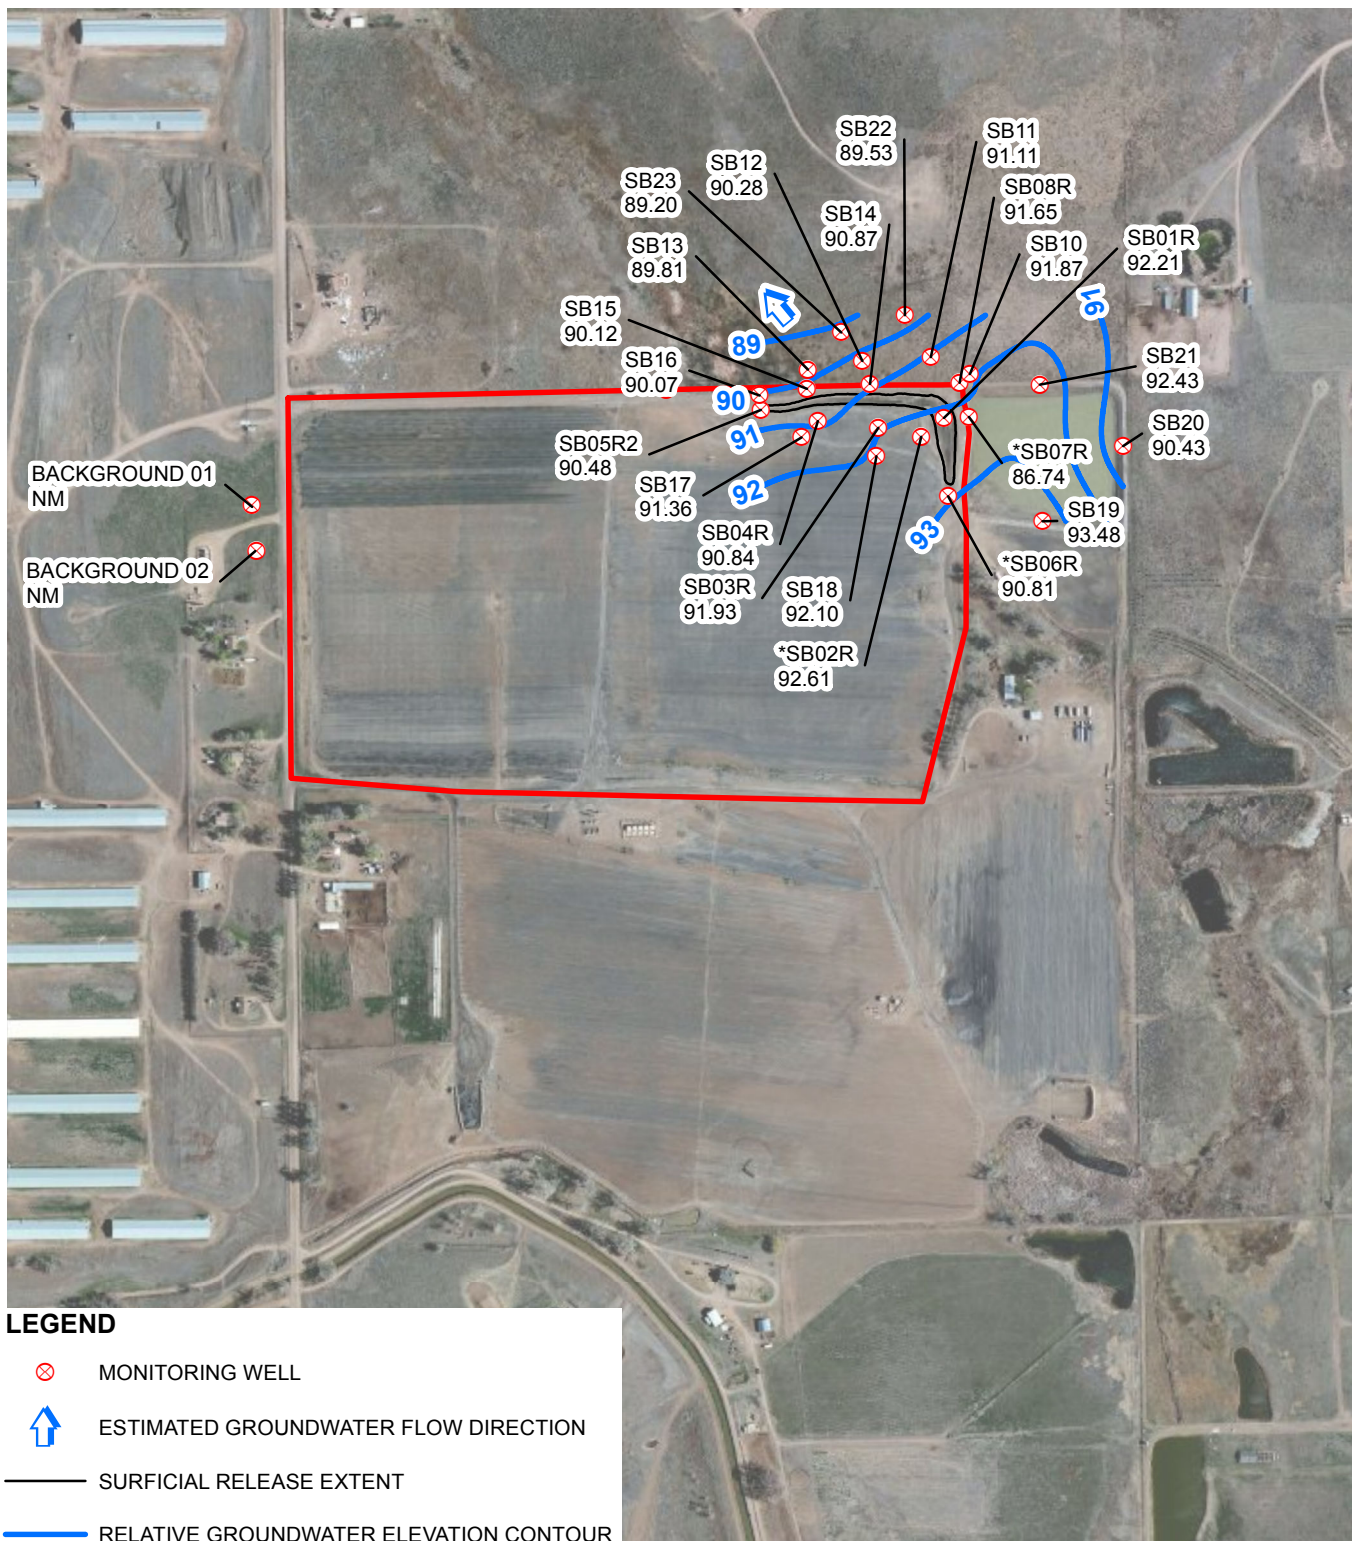 SB22
89.53
SB11
91.11
SB12
90.28
SB23
89.20
SB08R
91.65
SB14
90.87
SB10
91.87
SB01R
92.21
SB13
89.81
SB15
90.12
SB16
90.07
89
90
91
92
93
91
SB21
92.43
SB20
90.43
SB05R2
90.48
*SB07R
86.74
BACKGROUND 01
NM
SB17
91.36
SB19
93.48
SB04R
90.84
BACKGROUND 02
NM
*SB06R
90.81
SB03R
91.93
SB18
92.10
*SB02R
92.61
LEGEND
MONITORING WELL
ESTIMATED GROUNDWATER FLOW DIRECTION
SURFICIAL RELEASE EXTENT
RELATIVE GROUNDWATER ELEVATION CONTOUR